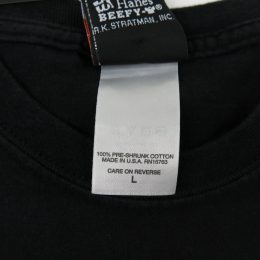 Hanes
BEEFY-
R.K. STRATMAN, INC.
100% PRE-SHRUNK COTTON
MADE IN U.S.A. RN15763
CARE ON REVERSE
L